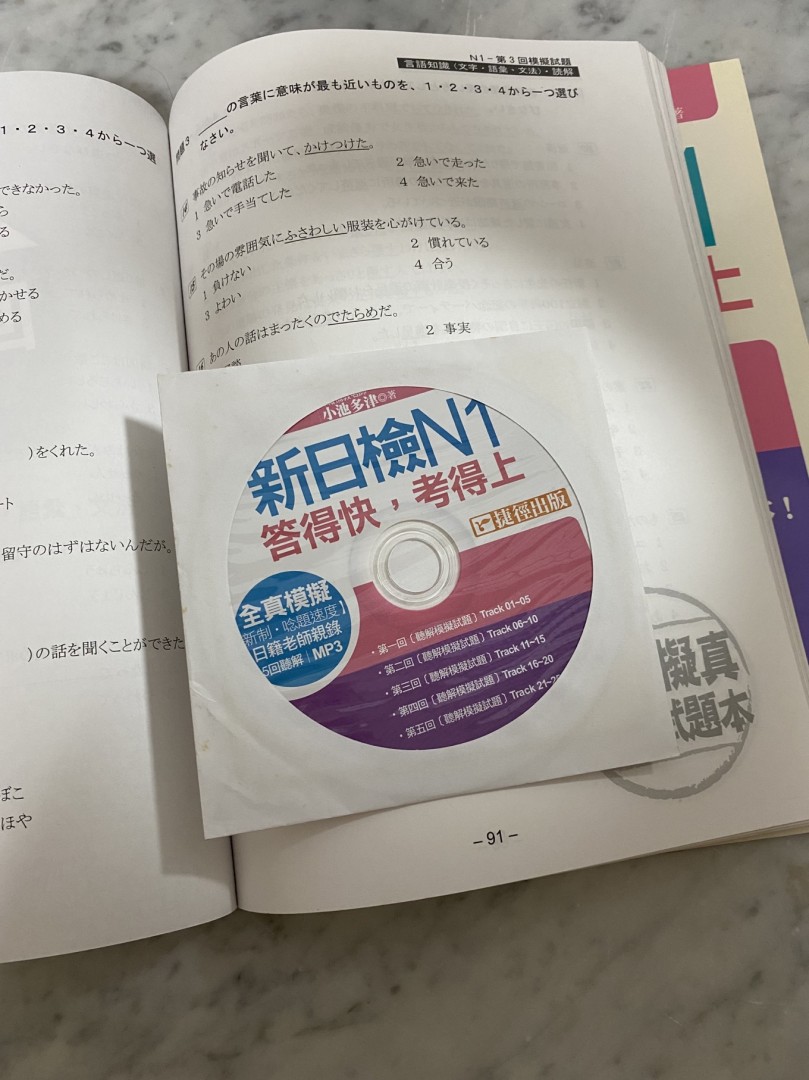 1・2・3・4から一つ選
できなかった。
ら
る
だ。
かせる
める
)をくれた。
ート
留守のはずはないんだが。
)の話を聞くことができた
ぼこ
ほや
N1-第3回模擬試題
言語知識(文字・語彙・文法)・読解
問題3 ＿＿＿の言葉に意味が最も近いものを、1・2・3・4から一つ選び
なさい。
事故の知らせを聞いて、かけつけた。
1 急いで電話した 2 急いで走った
3 急いで手当てした 4 急いで来た
その場の雰囲気にふさわしい服装を心がけている。
1 負けない 2 慣れている
3 よわい 4 合う
あの人の話はまったくのでたらめだ。
2 事実
小池多津◎著
新日檢N1
答得快，考得上
捷徑出版
全真模擬
新制・唸題速度】
日籍老師親錄
5回聽解｜MP3
・第一回〔聽解模擬試題〕Track 01~05
・第二回〔聽解模擬試題〕Track 06~10
・第三回〔聽解模擬試題〕Track 11~15
・第四回〔聽解模擬試題〕Track 16~20
・第五回〔聽解模擬試題〕Track 21~2
擬真
試題本
-91-
著
上
！